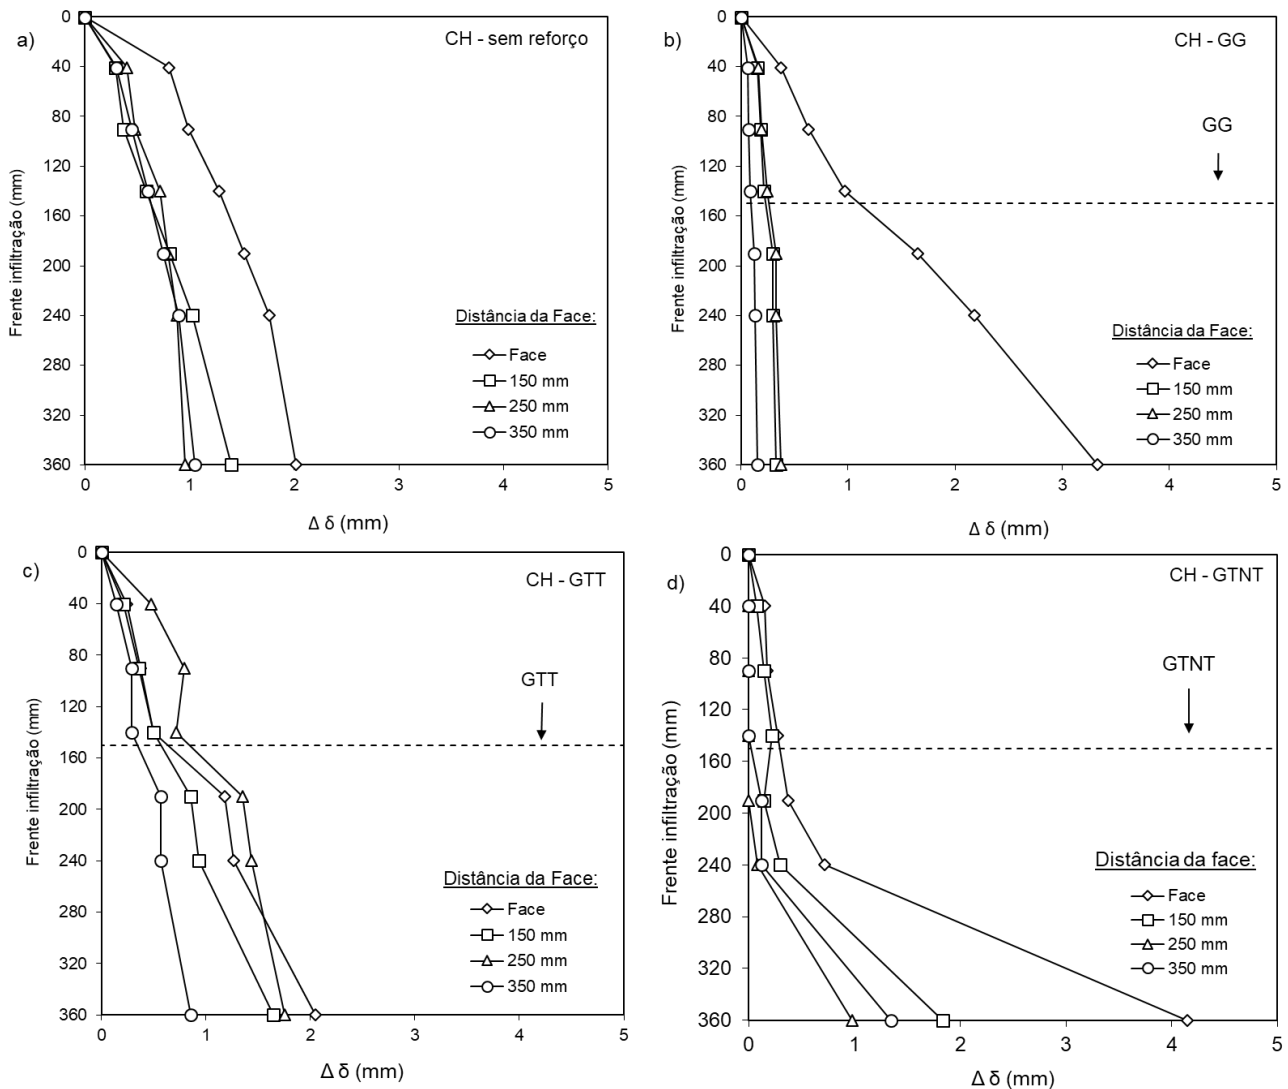 a)
CH - sem reforço
0
40
80
120
160
200
240
280
320
360
Frente infiltração (mm)
Distância da Face:
Face
150 mm
250 mm
350 mm
0
1
2
3
4
5
Δ δ (mm)
b)
CH - GG
0
40
80
120
160
200
240
280
320
360
Frente infiltração (mm)
GG
Distância da Face:
Face
150 mm
250 mm
350 mm
0
1
2
3
4
5
Δ δ (mm)
c)
CH - GTT
0
40
80
120
160
200
240
280
320
360
Frente infiltração (mm)
GTT
Distância da Face:
Face
150 mm
250 mm
350 mm
0
1
2
3
4
5
Δ δ (mm)
d)
CH - GTNT
0
40
80
120
160
200
240
280
320
360
Frente infiltração (mm)
GTNT
Distância da face:
Face
150 mm
250 mm
350 mm
0
1
2
3
4
5
Δ δ (mm)